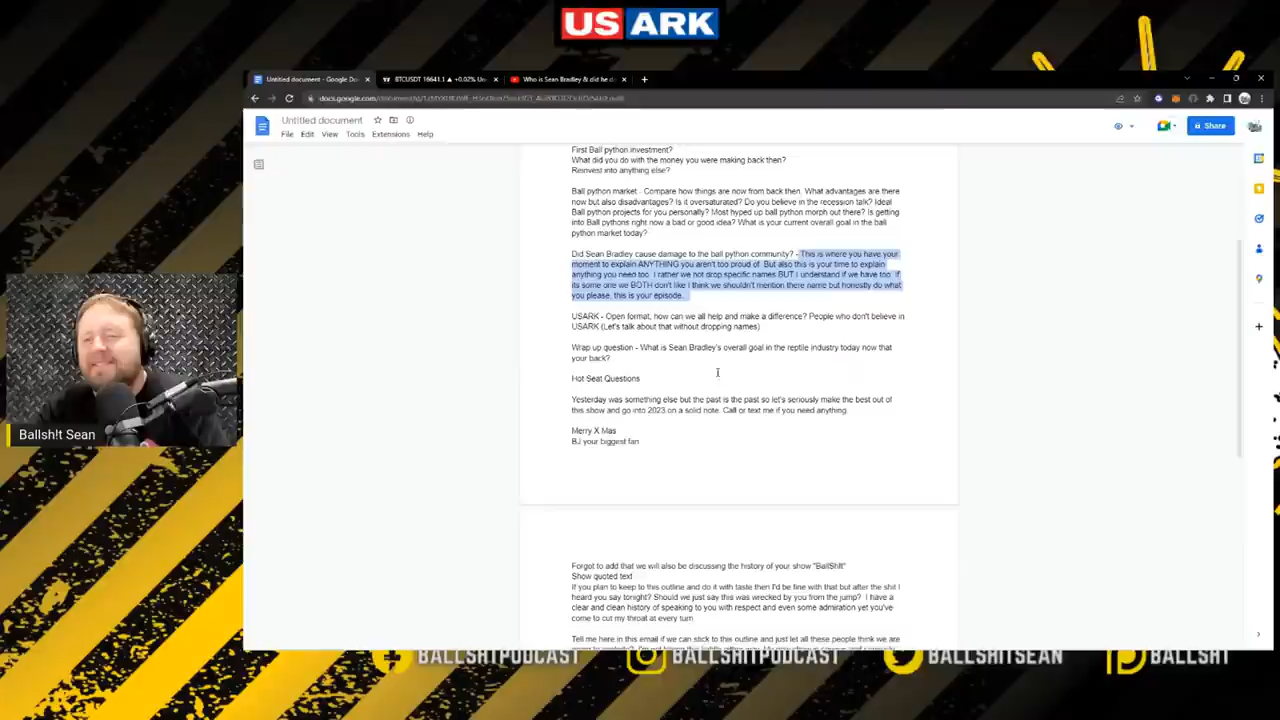 US ARK
Untitled document - Google Do
BTCUSDT 16641.1 ▲ +0.02% Un
Who is Sean Bradley & did he d
Untitled document
File Edit View Tools Extensions Help
Share
First Ball python investment?
What did you do with the money you were making back then?
Reinvest into anything else?
Ball python market - Compare how things are now from back then. What advantages are there
now but also disadvantages? Is it oversaturated? Do you believe in the recession talk? Ideal
Ball python projects for you personally? Most hyped up ball python morph out there? Is getting
into Ball pythons right now a bad or good idea? What is your current overall goal in the ball
python market today?
Did Sean Bradley cause damage to the ball python community? - This is where you have your
moment to explain ANYTHING you aren't too proud of. But also this is your time to explain
anything you need too. I rather we not drop specific names BUT I understand if we have too. If
its some one we BOTH don't like I think we shouldn't mention there name but honestly do what
you please, this is your episode.
USARK - Open format, how can we all help and make a difference? People who don't believe in
USARK (Let's talk about that without dropping names)
Wrap up question - What is Sean Bradley's overall goal in the reptile industry today now that
your back?
Hot Seat Questions
Yesterday was something else but the past is the past so let's seriously make the best out of
this show and go into 2023 on a solid note. Call or text me if you need anything.
Merry X Mas
BJ your biggest fan
Forgot to add that we will also be discussing the history of your show "BallSh!t"
Show quoted text
If you plan to keep to this outline and do it with taste then I'd be fine with that but after the shit I
heard you say tonight? Should we just say this was wrecked by you from the jump? I have a
clear and clean history of speaking to you with respect and even some admiration yet you've
come to cut my throat at every turn
Tell me here in this email if we can stick to this outline and just let all these people think we are
Ballsh!t Sean
BALLSHITPODCAST
BALLSHITPODCAST
BALLSHITSEAN
BALLSHIT